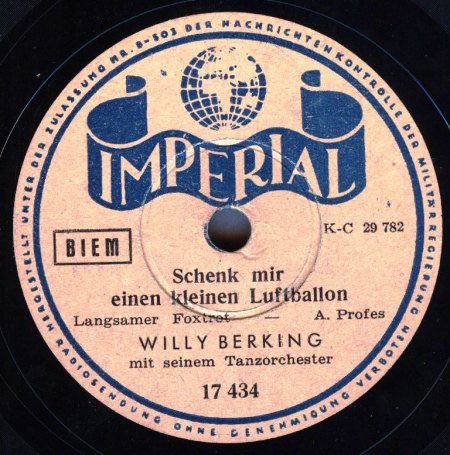 HERGESTELLT UNTER DER ZULASSUNG NR. B-503 DER NACHRICHTENKONTROLLE DER MILITÄRREGIERUNG
IMPERIAL
K-C 29 782
BIEM
Schenk mir
einen kleinen Luftballon
Langsamer Foxtrot — A. Profes
WILLY BERKING
mit seinem Tanzorchester
17 434
RADIOSENDUNG OHNE GENEHMIGUNG VERBOTEN